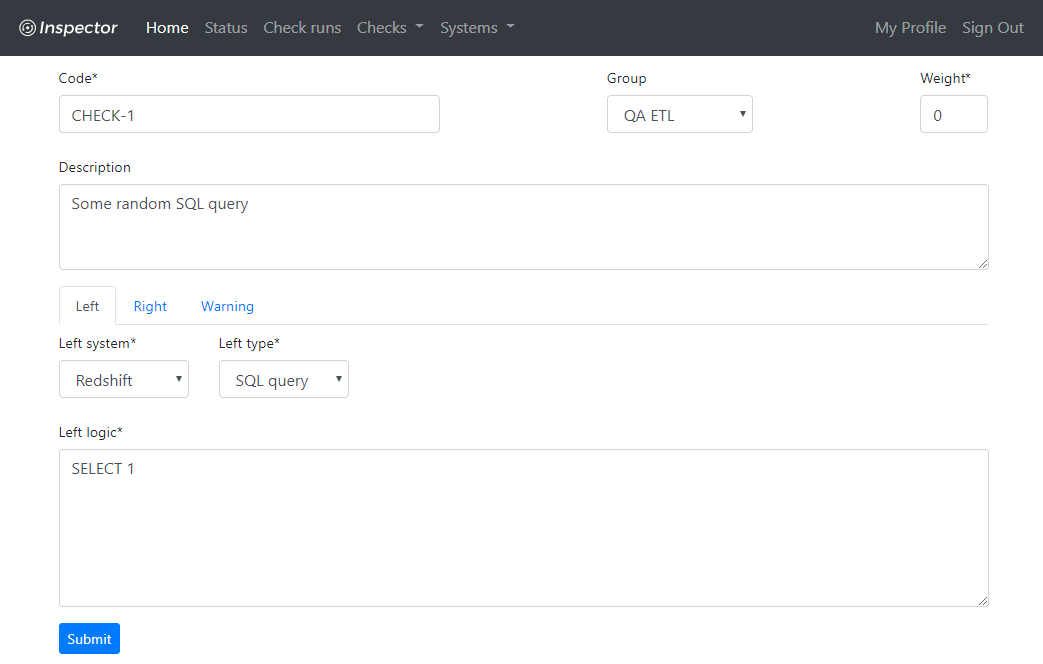 Inspector Home Status Check runs Checks Systems My Profile Sign Out
Code* Group Weight*
CHECK-1 QA ETL 0
Description
Some random SQL query
Left Right Warning
Left system* Left type*
Redshift SQL query
Left logic*
SELECT 1
Submit